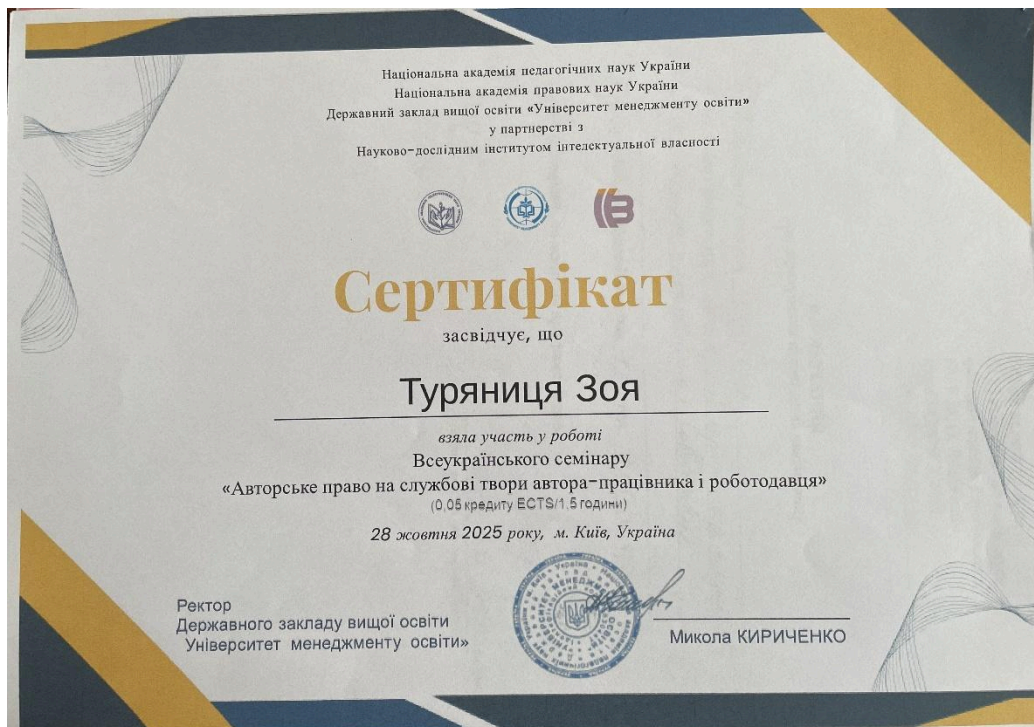 Національна академія педагогічних наук України
Національна академія правових наук України
Державний заклад вищої освіти «Університет менеджменту освіти»
у партнерстві з
Науково-дослідним інститутом інтелектуальної власності
Сертифікат
засвідчує, що
Туряниця Зоя
взяла участь у роботі
Всеукраїнського семінару
«Авторське право на службові твори автора-працівника і роботодавця»
(0,05 кредиту ECTS/1,5 години)
28 жовтня 2025 року, м. Київ, Україна
Ректор
Державного закладу вищої освіти
Університет менеджменту освіти»
Микола КИРИЧЕНКО